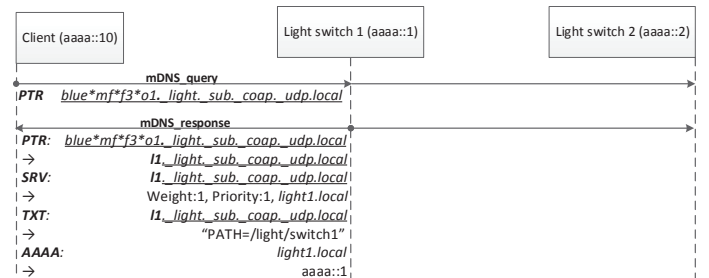 Client (aaaa::10)
Light switch 1 (aaaa::1)
Light switch 2 (aaaa::2)
mDNS_query
PTR blue*mf*f3*o1._light._sub._coap._udp.local
mDNS_response
PTR: blue*mf*f3*o1._light._sub._coap._udp.local
→ l1._light._sub._coap._udp.local
SRV: l1._light._sub._coap._udp.local
→ Weight:1, Priority:1, light1.local
TXT: l1._light._sub._coap._udp.local
→ "PATH=/light/switch1"
AAAA: light1.local
→ aaaa::1